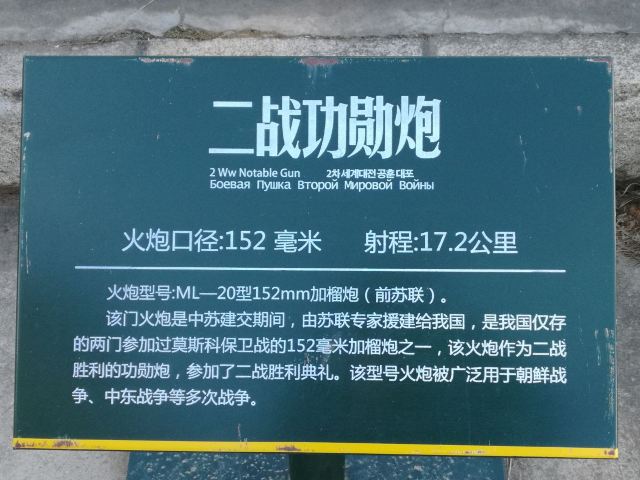 二战功勋炮
2 Ww Notable Gun 2차 세계대전 공훈 대포
Боевая Пушка Второй Мировой Войны
火炮口径:152 毫米 射程:17.2公里
火炮型号:ML—20型152mm加榴炮（前苏联）。
该门火炮是中苏建交期间，由苏联专家援建给我国，是我国仅存
的两门参加过莫斯科保卫战的152毫米加榴炮之一，该火炮作为二战
胜利的功勋炮，参加了二战胜利典礼。该型号火炮被广泛用于朝鲜战
争、中东战争等多次战争。